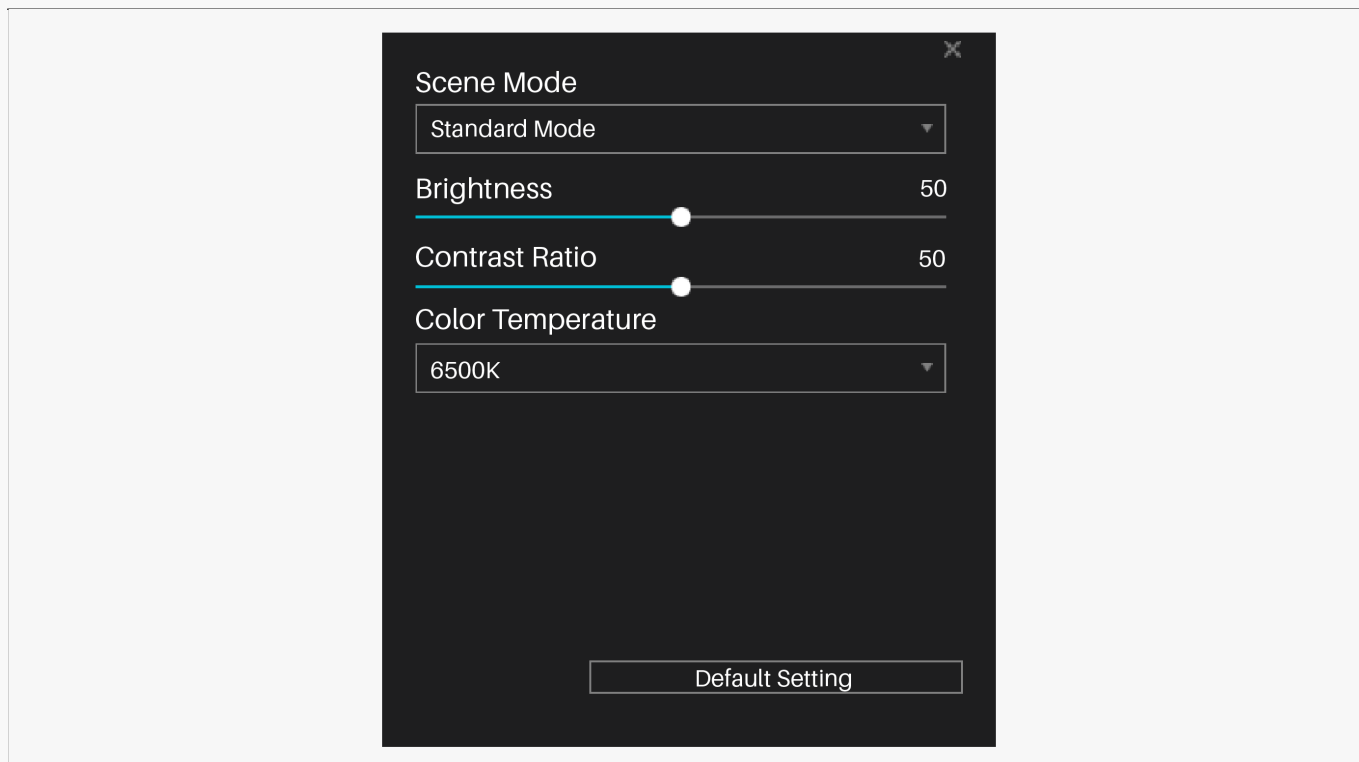 Scene Mode
Standard Mode
Brightness 50
Contrast Ratio 50
Color Temperature
6500K
Default Setting